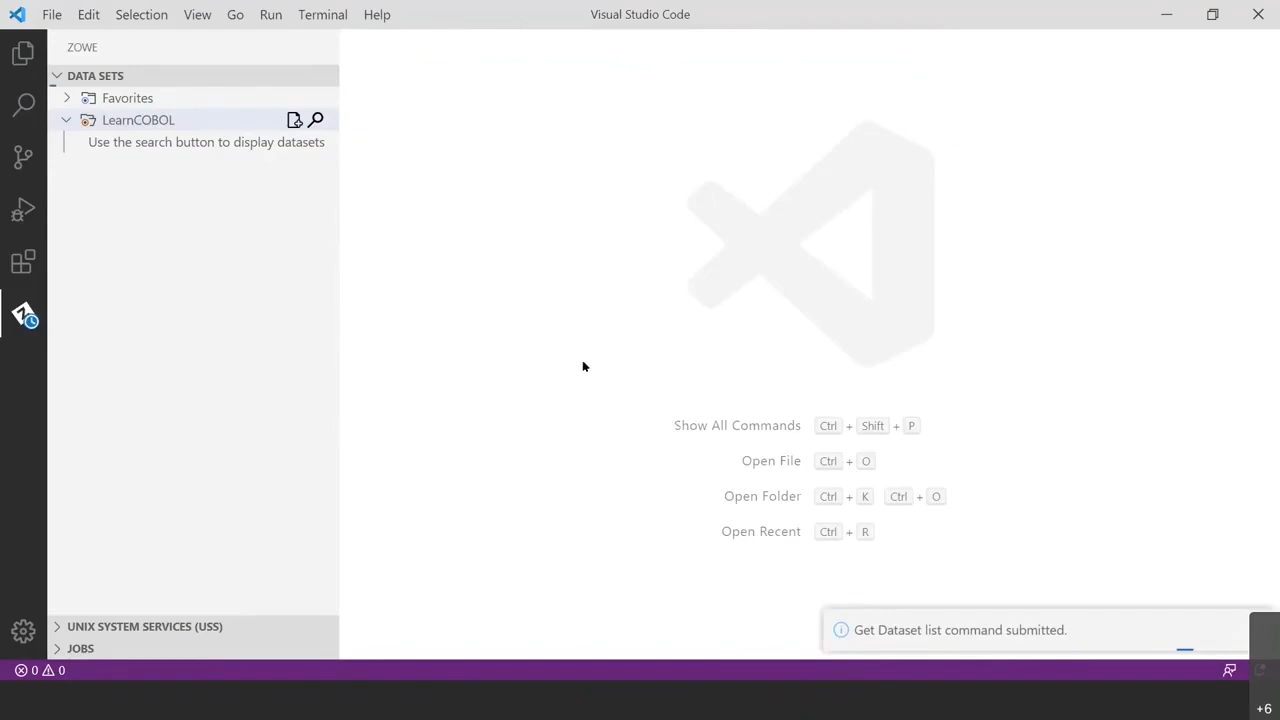 File Edit Selection View Go Run Terminal Help Visual Studio Code
ZOWE
DATA SETS
Favorites
LearnCOBOL
Use the search button to display datasets
Show All Commands Ctrl + Shift + P
Open File Ctrl + O
Open Folder Ctrl + K Ctrl + O
Open Recent Ctrl + R
UNIX SYSTEM SERVICES (USS)
JOBS
Get Dataset list command submitted.
0 0
+6